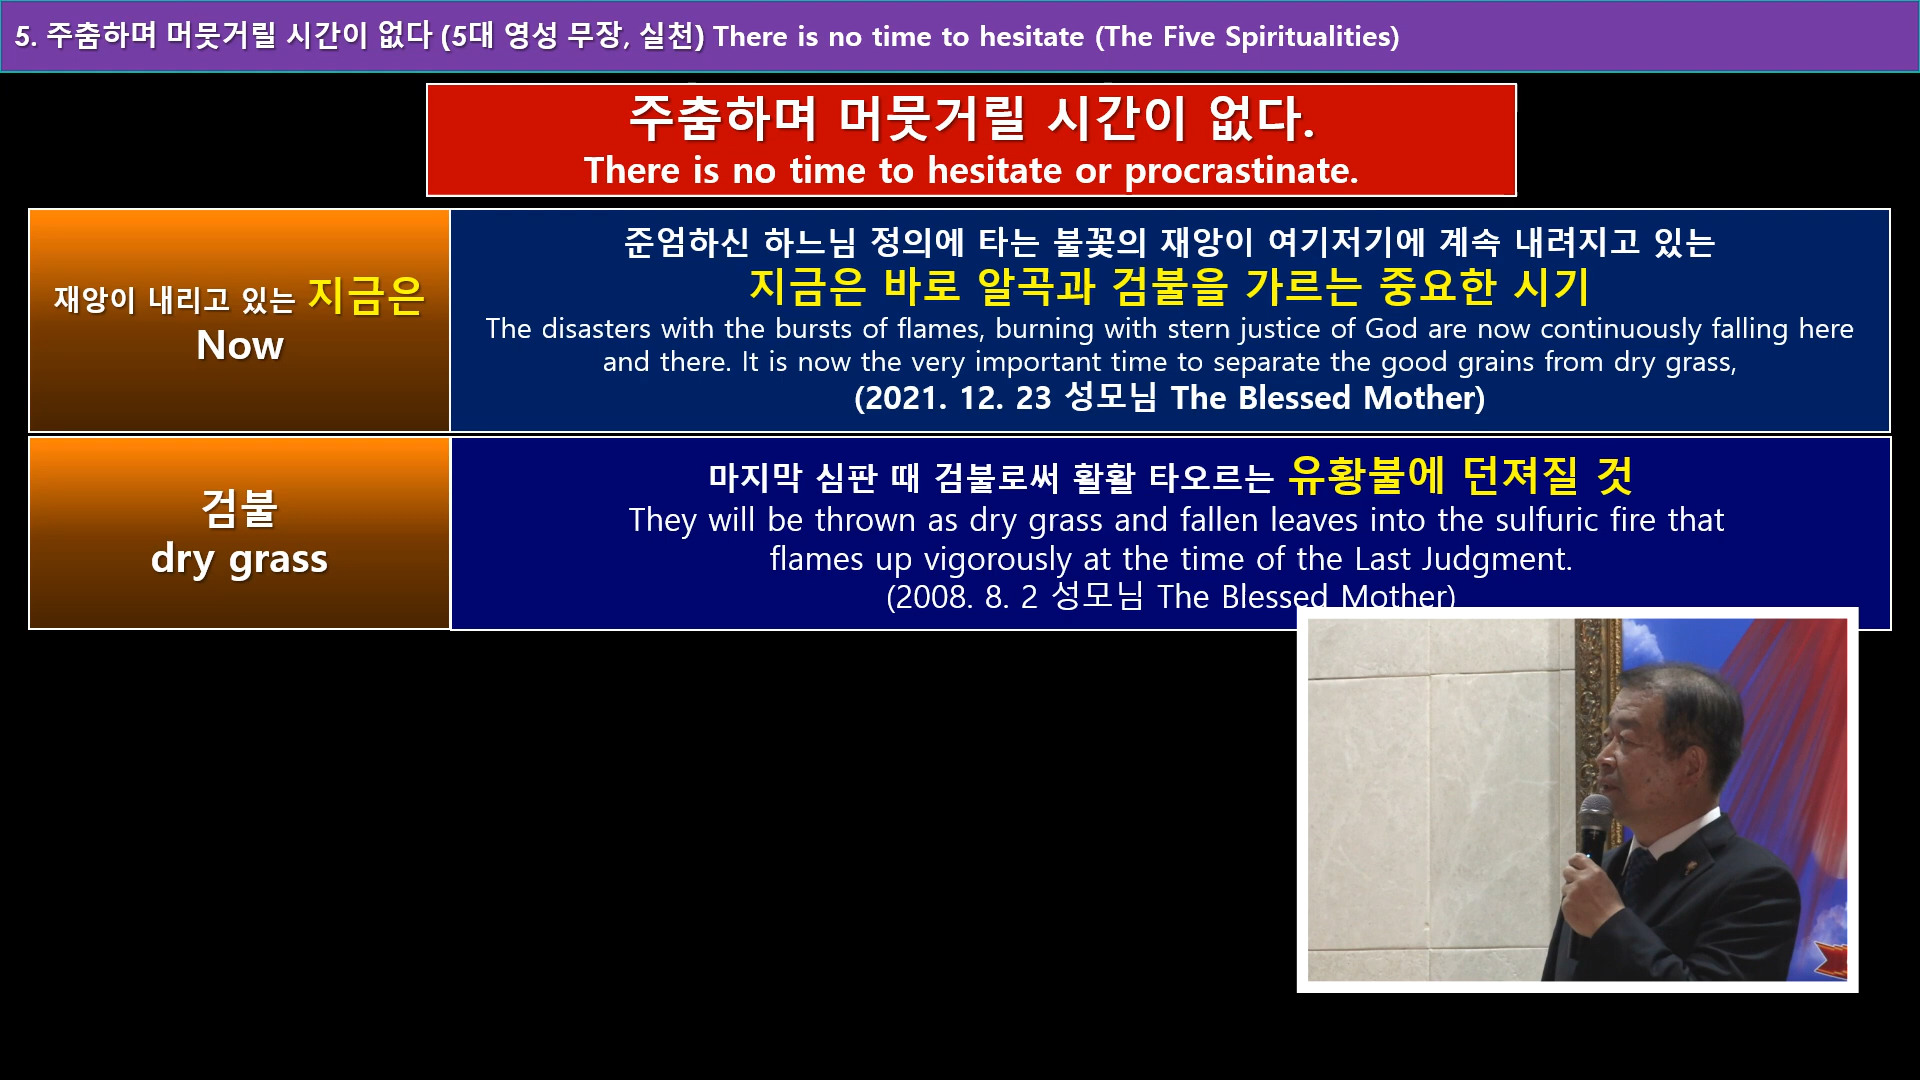 5. 주춤하며 머뭇거릴 시간이 없다 (5대 영성 무장, 실천) There is no time to hesitate (The Five Spiritualities)
주춤하며 머뭇거릴 시간이 없다.
There is no time to hesitate or procrastinate.
재앙이 내리고 있는 지금은
Now
준엄하신 하느님 정의에 타는 불꽃의 재앙이 여기저기에 계속 내려지고 있는
지금은 바로 알곡과 검불을 가르는 중요한 시기
The disasters with the bursts of flames, burning with stern justice of God are now continuously falling here
and there. It is now the very important time to separate the good grains from dry grass,
(2021. 12. 23 성모님 The Blessed Mother)
검불
dry grass
마지막 심판 때 검불로써 활활 타오르는 유황불에 던져질 것
They will be thrown as dry grass and fallen leaves into the sulfuric fire that
flames up vigorously at the time of the Last Judgment.
(2008. 8. 2 성모님 The Blessed Mother)